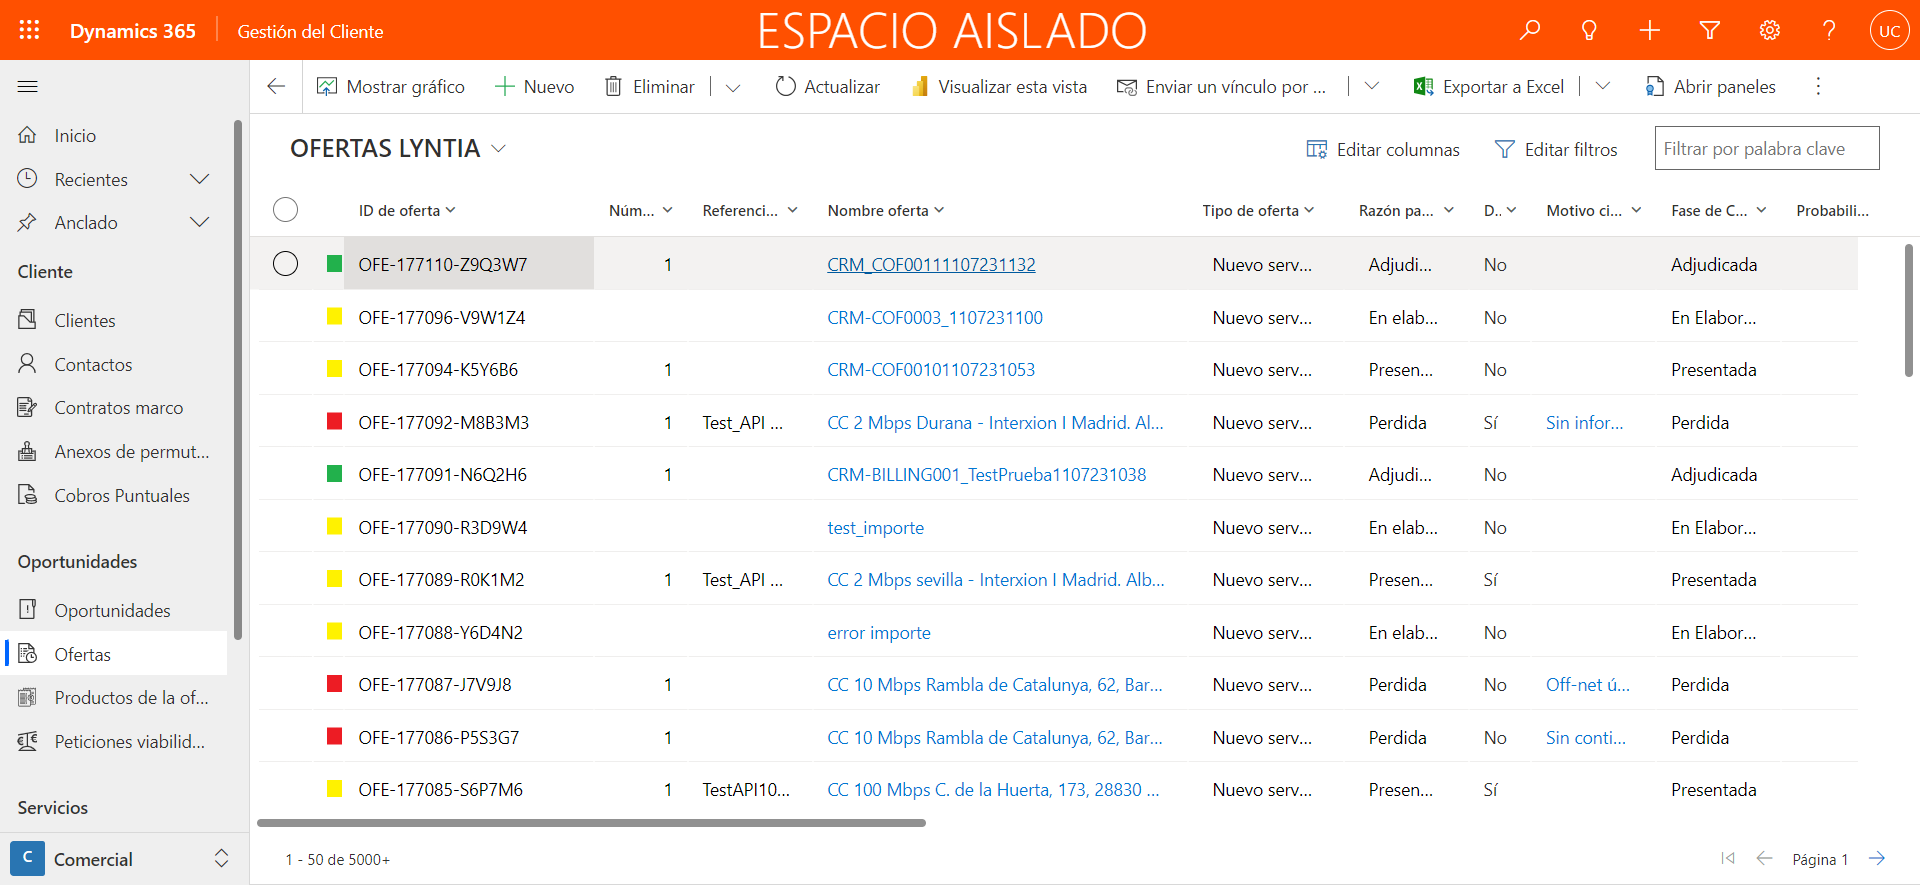 Dynamics 365 Gestión del Cliente ESPACIO AISLADO UC
Mostrar gráfico Nuevo Eliminar Actualizar Visualizar esta vista Enviar un vínculo por ... Exportar a Excel Abrir paneles
Inicio
Recientes
Anclado
Cliente
Clientes
Contactos
Contratos marco
Anexos de permut...
Cobros Puntuales
Oportunidades
Oportunidades
Ofertas
Productos de la of...
Peticiones viabilid...
Servicios
C Comercial
OFERTAS LYNTIA Editar columnas Editar filtros Filtrar por palabra clave
ID de oferta Núm... Referenci... Nombre oferta Tipo de oferta Razón pa... D.. Motivo ci... Fase de C... Probabili...
OFE-177110-Z9Q3W7 1 CRM_COF00111107231132 Nuevo serv... Adjudi... No Adjudicada
OFE-177096-V9W1Z4 CRM-COF0003_1107231100 Nuevo serv... En elab... No En Elabor...
OFE-177094-K5Y6B6 1 CRM-COF00101107231053 Nuevo serv... Presen... No Presentada
OFE-177092-M8B3M3 1 Test_API ... CC 2 Mbps Durana - Interxion I Madrid. Al... Nuevo serv... Perdida Sí Sin infor... Perdida
OFE-177091-N6Q2H6 1 CRM-BILLING001_TestPrueba1107231038 Nuevo serv... Adjudi... No Adjudicada
OFE-177090-R3D9W4 test_importe Nuevo serv... En elab... No En Elabor...
OFE-177089-R0K1M2 1 Test_API ... CC 2 Mbps sevilla - Interxion I Madrid. Alb... Nuevo serv... Presen... Sí Presentada
OFE-177088-Y6D4N2 error importe Nuevo serv... En elab... No En Elabor...
OFE-177087-J7V9J8 1 CC 10 Mbps Rambla de Catalunya, 62, Bar... Nuevo serv... Perdida No Off-net ú... Perdida
OFE-177086-P5S3G7 1 CC 10 Mbps Rambla de Catalunya, 62, Bar... Nuevo serv... Perdida No Sin conti... Perdida
OFE-177085-S6P7M6 1 TestAPI10... CC 100 Mbps C. de la Huerta, 173, 28830 ... Nuevo serv... Presen... Sí Presentada
1 - 50 de 5000+ Página 1